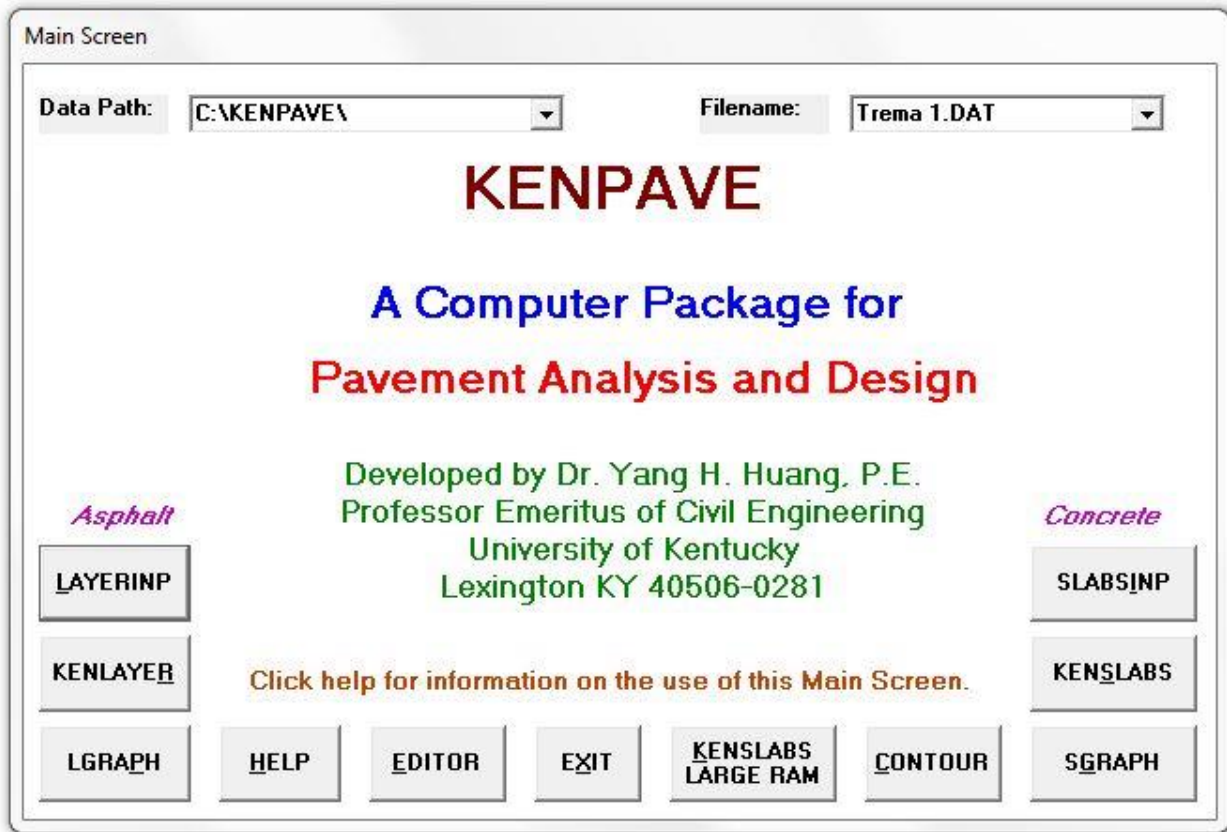 Main Screen
Data Path: C:\KENPAVE\ Filename: Trema 1.DAT
KENPAVE
A Computer Package for
Pavement Analysis and Design
Developed by Dr. Yang H. Huang, P.E.
Professor Emeritus of Civil Engineering
University of Kentucky
Lexington KY 40506-0281
Asphalt
Concrete
LAYERINP
SLABSINP
KENLAYER
KENSLABS
Click help for information on the use of this Main Screen.
LGRAPH
HELP
EDITOR
EXIT
KENSLABS
LARGE RAM
CONTOUR
SGRAPH